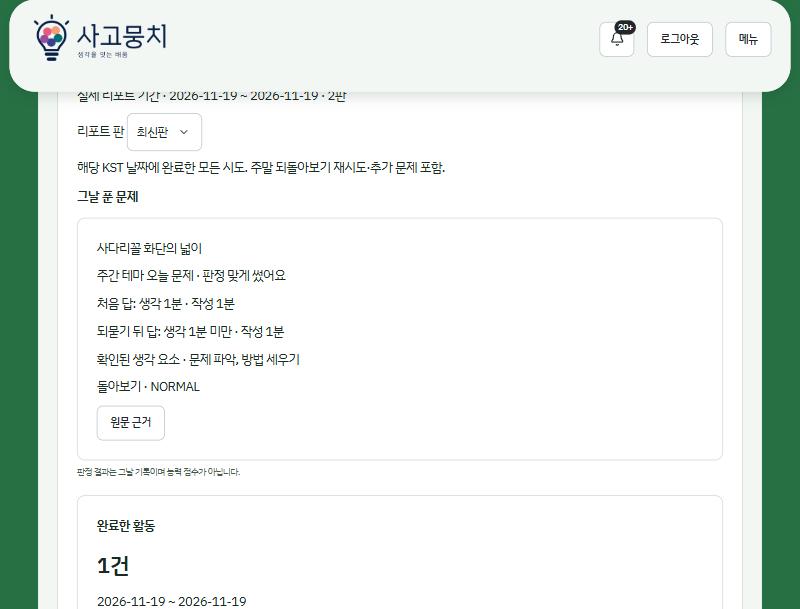 사고뭉치
생각을 잇는 배움
20+
로그아웃
메뉴
실제 리포트 기간 · 2026-11-19 ~ 2026-11-19 · 2판
리포트 판 최신판
해당 KST 날짜에 완료한 모든 시도. 주말 되돌아보기 재시도·추가 문제 포함.
그날 푼 문제
사다리꼴 화단의 넓이
주간 테마 오늘 문제 · 판정 맞게 썼어요
처음 답: 생각 1분 · 작성 1분
되묻기 뒤 답: 생각 1분 미만 · 작성 1분
확인된 생각 요소 · 문제 파악, 방법 세우기
돌아보기 · NORMAL
원문 근거
판정 결과는 그날 기록이며 능력 점수가 아닙니다.
완료한 활동
1건
2026-11-19 ~ 2026-11-19